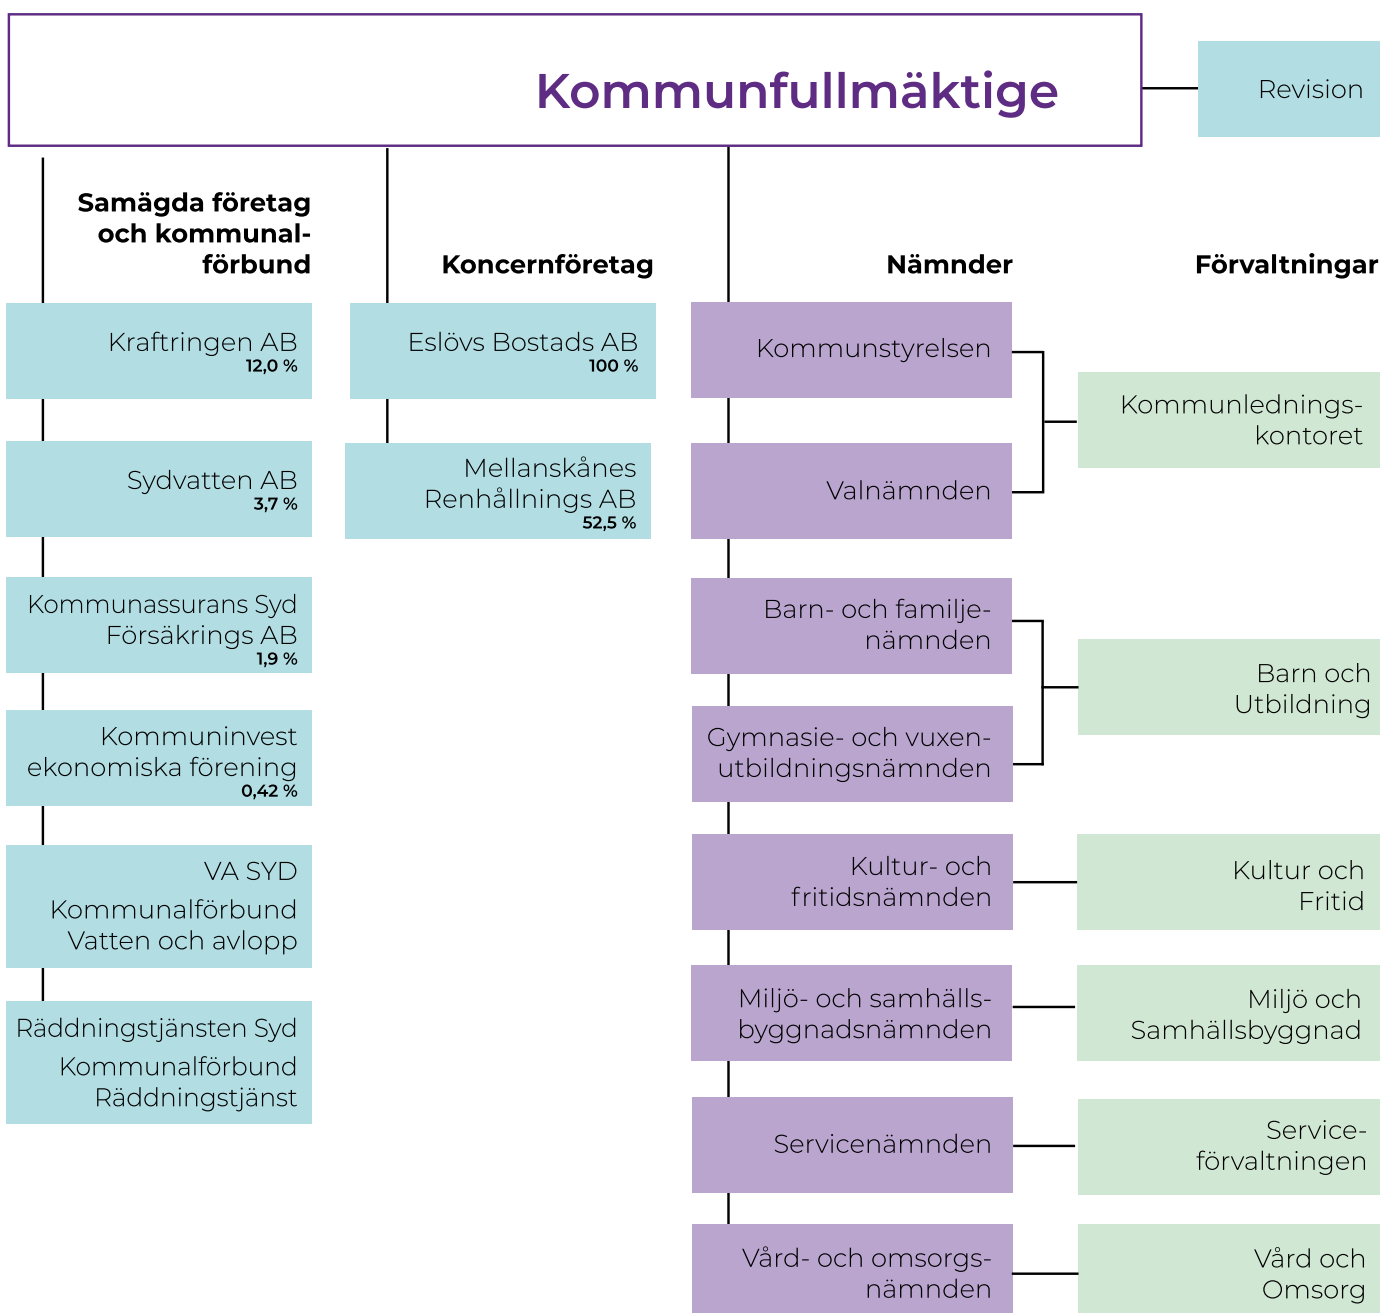 Kommunfullmäktige
Revision
Samägda företag
och kommunal-
förbund
Kraftringen AB
12,0 %
Sydvatten AB
3,7 %
Kommunassurans Syd
Försäkrings AB
1,9 %
Kommuninvest
ekonomiska förening
0,42 %
VA SYD
Kommunalförbund
Vatten och avlopp
Räddningstjänsten Syd
Kommunalförbund
Räddningstjänst
Koncernföretag
Eslövs Bostads AB
100 %
Mellanskånes
Renhållnings AB
52,5 %
Nämnder
Kommunstyrelsen
Valnämnden
Barn- och familje-
nämnden
Gymnasie- och vuxen-
utbildningsnämnden
Kultur- och
fritidsnämnden
Miljö- och samhälls-
byggnadsnämnden
Servicenämnden
Vård- och omsorgs-
nämnden
Förvaltningar
Kommunlednings-
kontoret
Barn och
Utbildning
Kultur och
Fritid
Miljö och
Samhällsbyggnad
Service-
förvaltningen
Vård och
Omsorg